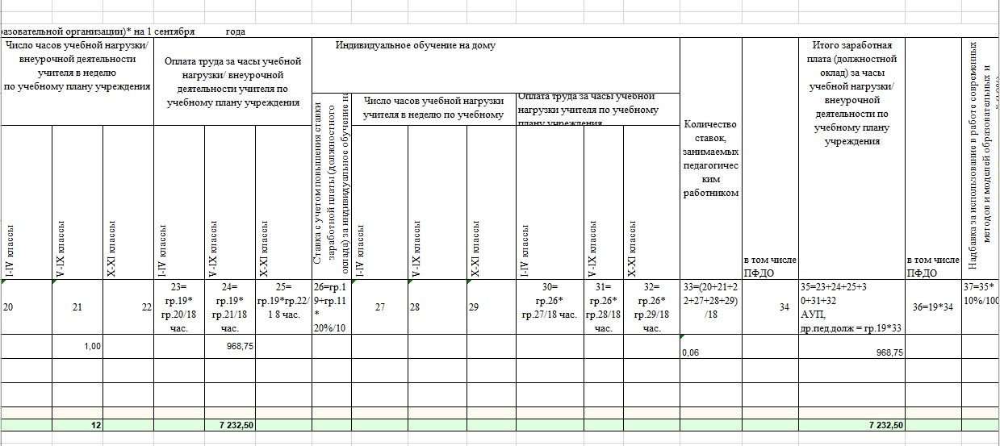 разовательной организации)* на 1 сентября года
Число часов учебной нагрузки/
внеурочной деятельности
учителя в неделю
по учебному плану учреждения
Оплата труда за часы учебной
нагрузки/ внеурочной
деятельности учителя по
учебному плану учреждения
Индивидуальное обучение на дому
Ставка с учетом повышения ставки
заработной платы (должностного
оклада) за индивидуальное обучение на
Число часов учебной нагрузки
учителя в неделю по учебному
Оплата труда за часы учебной
нагрузки учителя по учебному
плану учреждения
Количество
ставок,
занимаемых
педагогичес
ким
работником
в том числе
ПФДО
Итого заработная
плата (должностной
оклад) за часы
учебной нагрузки/
внеурочной
деятельности по
учебному плану
учреждения
в том числе
ПФДО
Надбавка за использование в работе современных
методов и моделей образовательных и
I-IV классы
V-IX классы
X-XI классы
I-IV классы
V-IX классы
X-XI классы
I-IV классы
V-IX классы
X-XI классы
I-IV классы
V-IX классы
X-XI классы
20
21
22
23=
гр.19*
гр.20/18
час.
24=
гр.19*
гр.21/18
час.
25=
гр.19*гр.22/
1 8 час.
26=гр.1
9+гр.11
*
20%/10
27
28
29
30=
гр.26*
гр.27/18 час.
31=
гр.26*
гр.28/18
час.
32=
гр.26*
гр.29/18
час.
33=(20+21+2
2+27+28+29)
/18
34
35=23+24+25+3
0+31+32
АУП,
др.пед.долж = гр.19*33
36=19*34
37=35*
10%/100
1,00
968,75
0,06
968,75
12
7 232,50
7 232,50